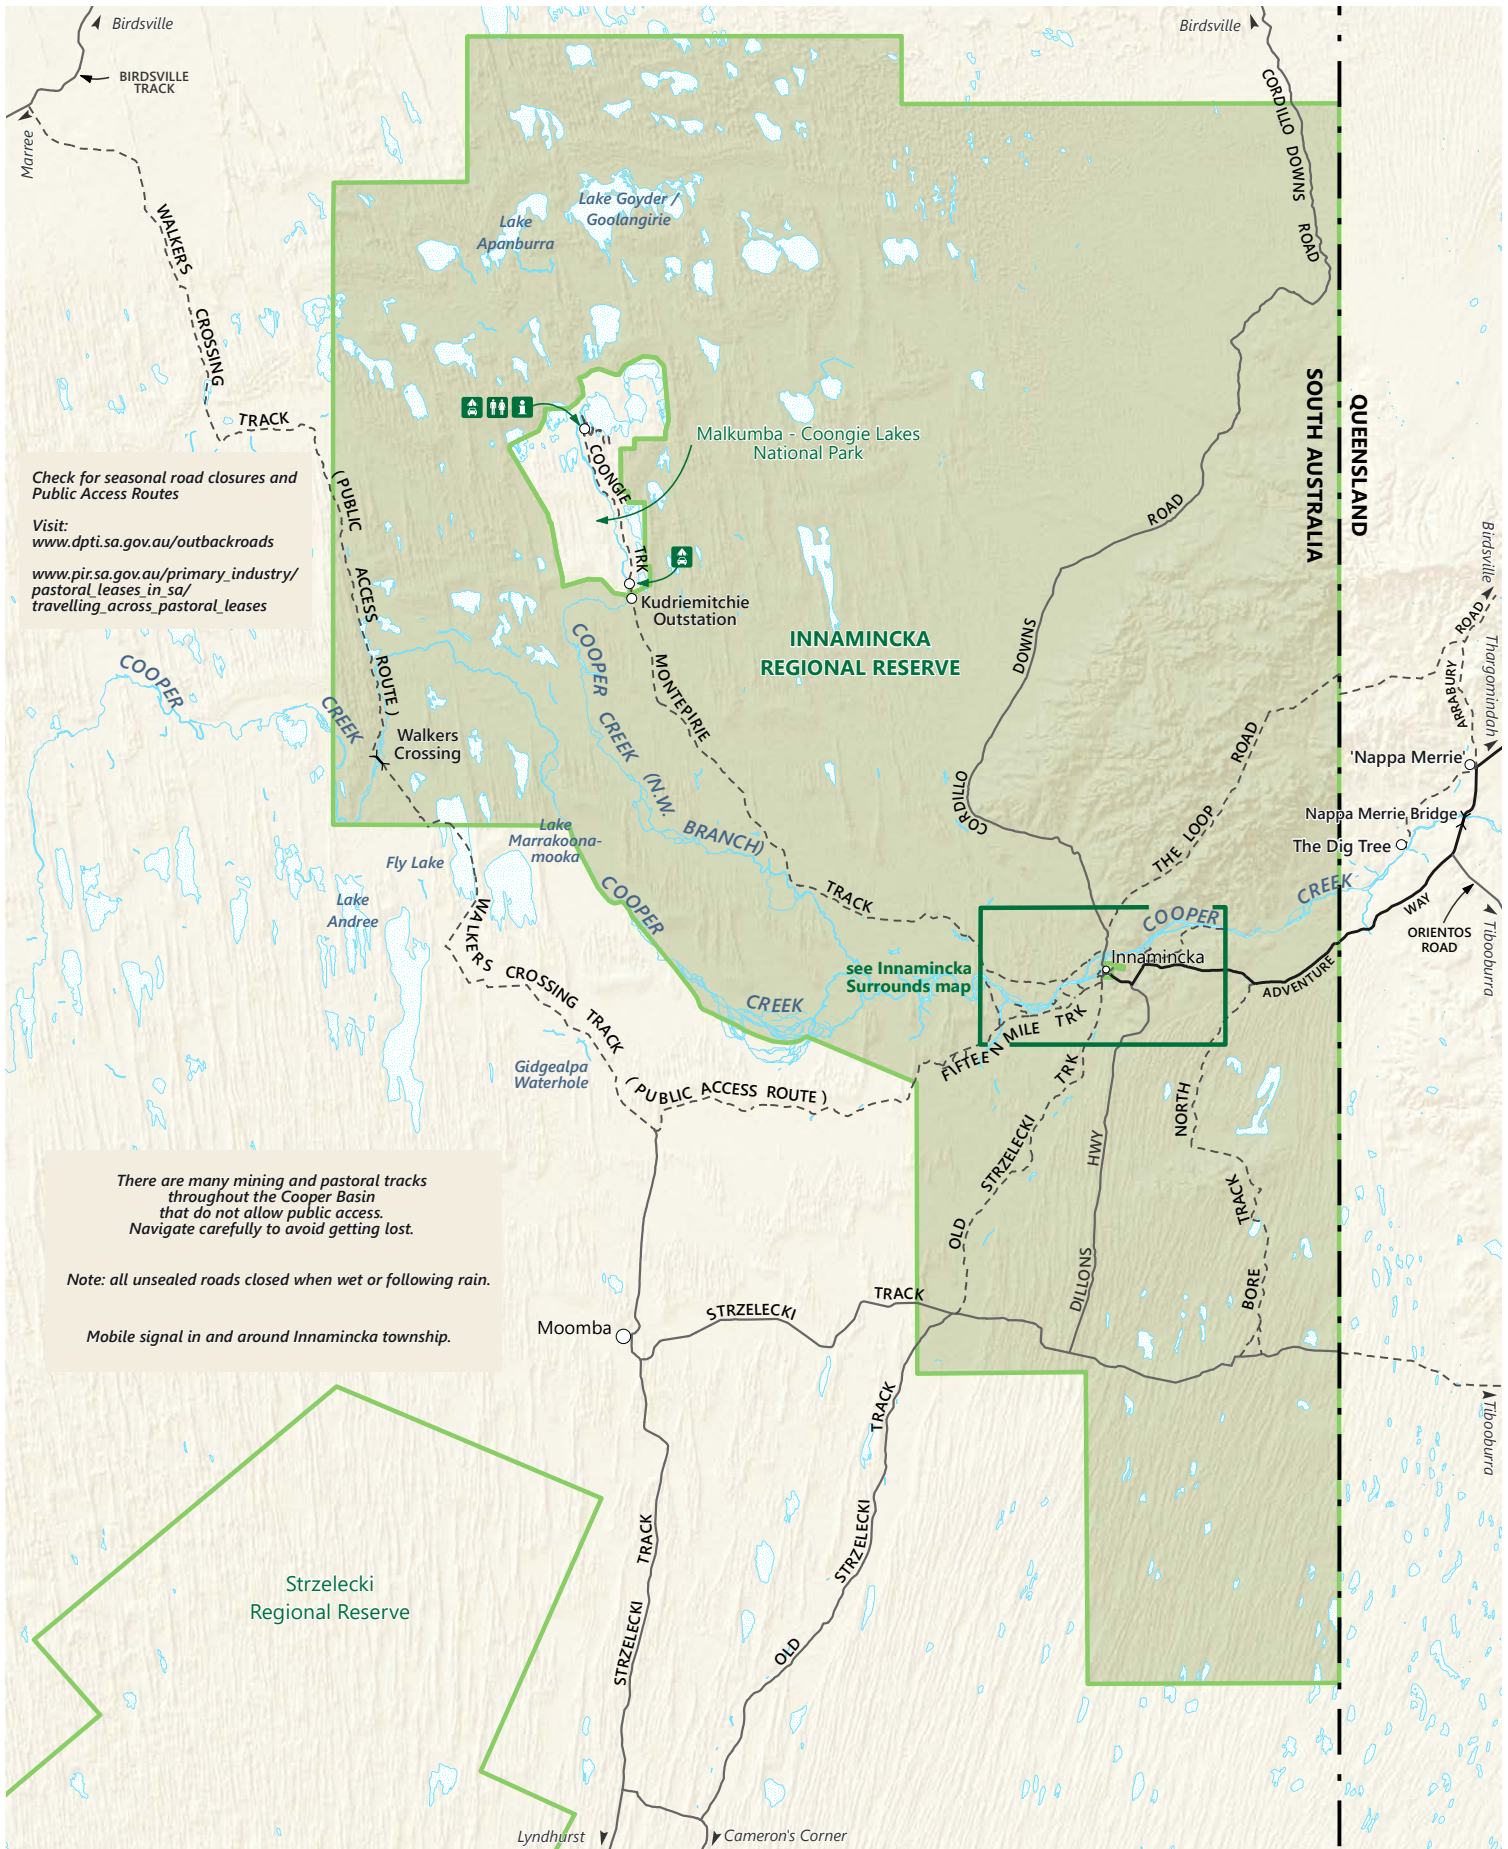 Birdsville
BIRDSVILLE
TRACK
Marree
Birdsville
CORDILLO DOWNS ROAD
WALKERS CROSSING TRACK
Lake Goyder /
Goolangirie
Lake
Apanburra
SOUTH AUSTRALIA
QUEENSLAND
COONGIE TRK
Malkumba - Coongie Lakes
National Park
Check for seasonal road closures and
Public Access Routes
Visit:
www.dpti.sa.gov.au/outbackroads
www.pir.sa.gov.au/primary_industry/
pastoral_leases_in_sa/
travelling_across_pastoral_leases
(PUBLIC ACCESS ROUTE)
Kudriemitchie
Outstation
INNAMINCKA
REGIONAL RESERVE
CORDILLO DOWNS ROAD
Birdsville
ARRABURY ROAD
Thargomindah
COOPER CREEK
COOPER CREEK (N.W. BRANCH)
MONTEPIRIE TRACK
Walkers
Crossing
THE LOOP ROAD
'Nappa Merrie'
Nappa Merrie Bridge
The Dig Tree
Lake
Marrakoona-
mooka
Fly Lake
Lake
Andree
COOPER CREEK
COOPER CREEK
ADVENTURE WAY
ORIENTOS
ROAD
Tibooburra
Innamincka
see Innamincka
Surrounds map
WALKERS CROSSING TRACK
FIFTEEN MILE TRK
Gidgealpa
Waterhole
(PUBLIC ACCESS ROUTE)
OLD STRZELECKI TRK
DILLONS HWY
NORTH TRACK BORE
There are many mining and pastoral tracks
throughout the Cooper Basin
that do not allow public access.
Navigate carefully to avoid getting lost.
Note: all unsealed roads closed when wet or following rain.
Mobile signal in and around Innamincka township.
Moomba
STRZELECKI TRACK
Tibooburra
OLD STRZELECKI TRACK
STRZELECKI TRACK
Strzelecki
Regional Reserve
Lyndhurst
Cameron's Corner